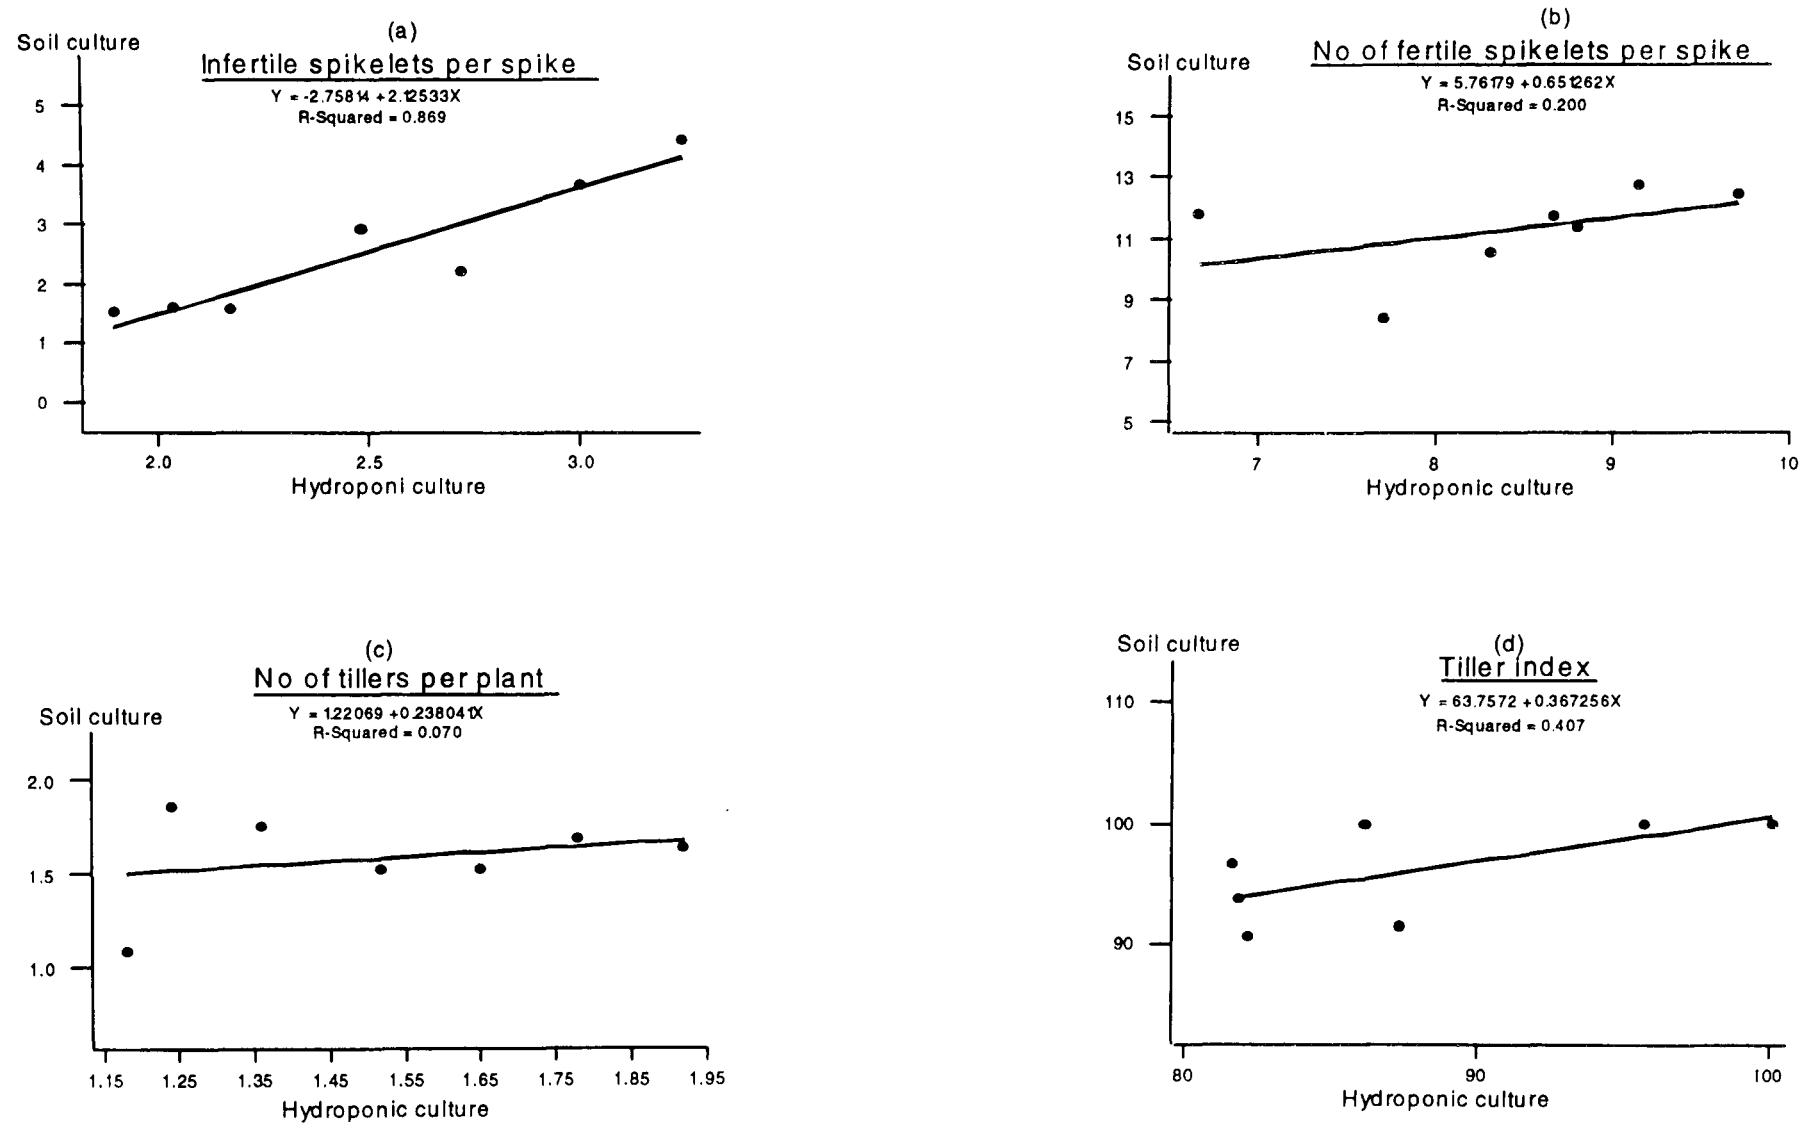 (a)
Soil culture
Infertile spikelets per spike
Y = -2.75814 +2.12533X
R-Squared = 0.869
5
4
3
2
1
0
2.0 2.5 3.0
Hydroponi culture
(b)
No of fertile spikelets per spike
Soil culture
Y = 5.76179 +0.651262X
R-Squared = 0.200
15
13
11
9
7
5
7 8 9 10
Hydroponic culture
(c)
No of tillers per plant
Soil culture
Y = 1.22069 +0.238041X
R-Squared = 0.070
2.0
1.5
1.0
1.15 1.25 1.35 1.45 1.55 1.65 1.75 1.85 1.95
Hydroponic culture
(d)
Soil culture
Tiller index
Y = 63.7572 +0.367256X
R-Squared = 0.407
110
100
90
80 90 100
Hydroponic culture